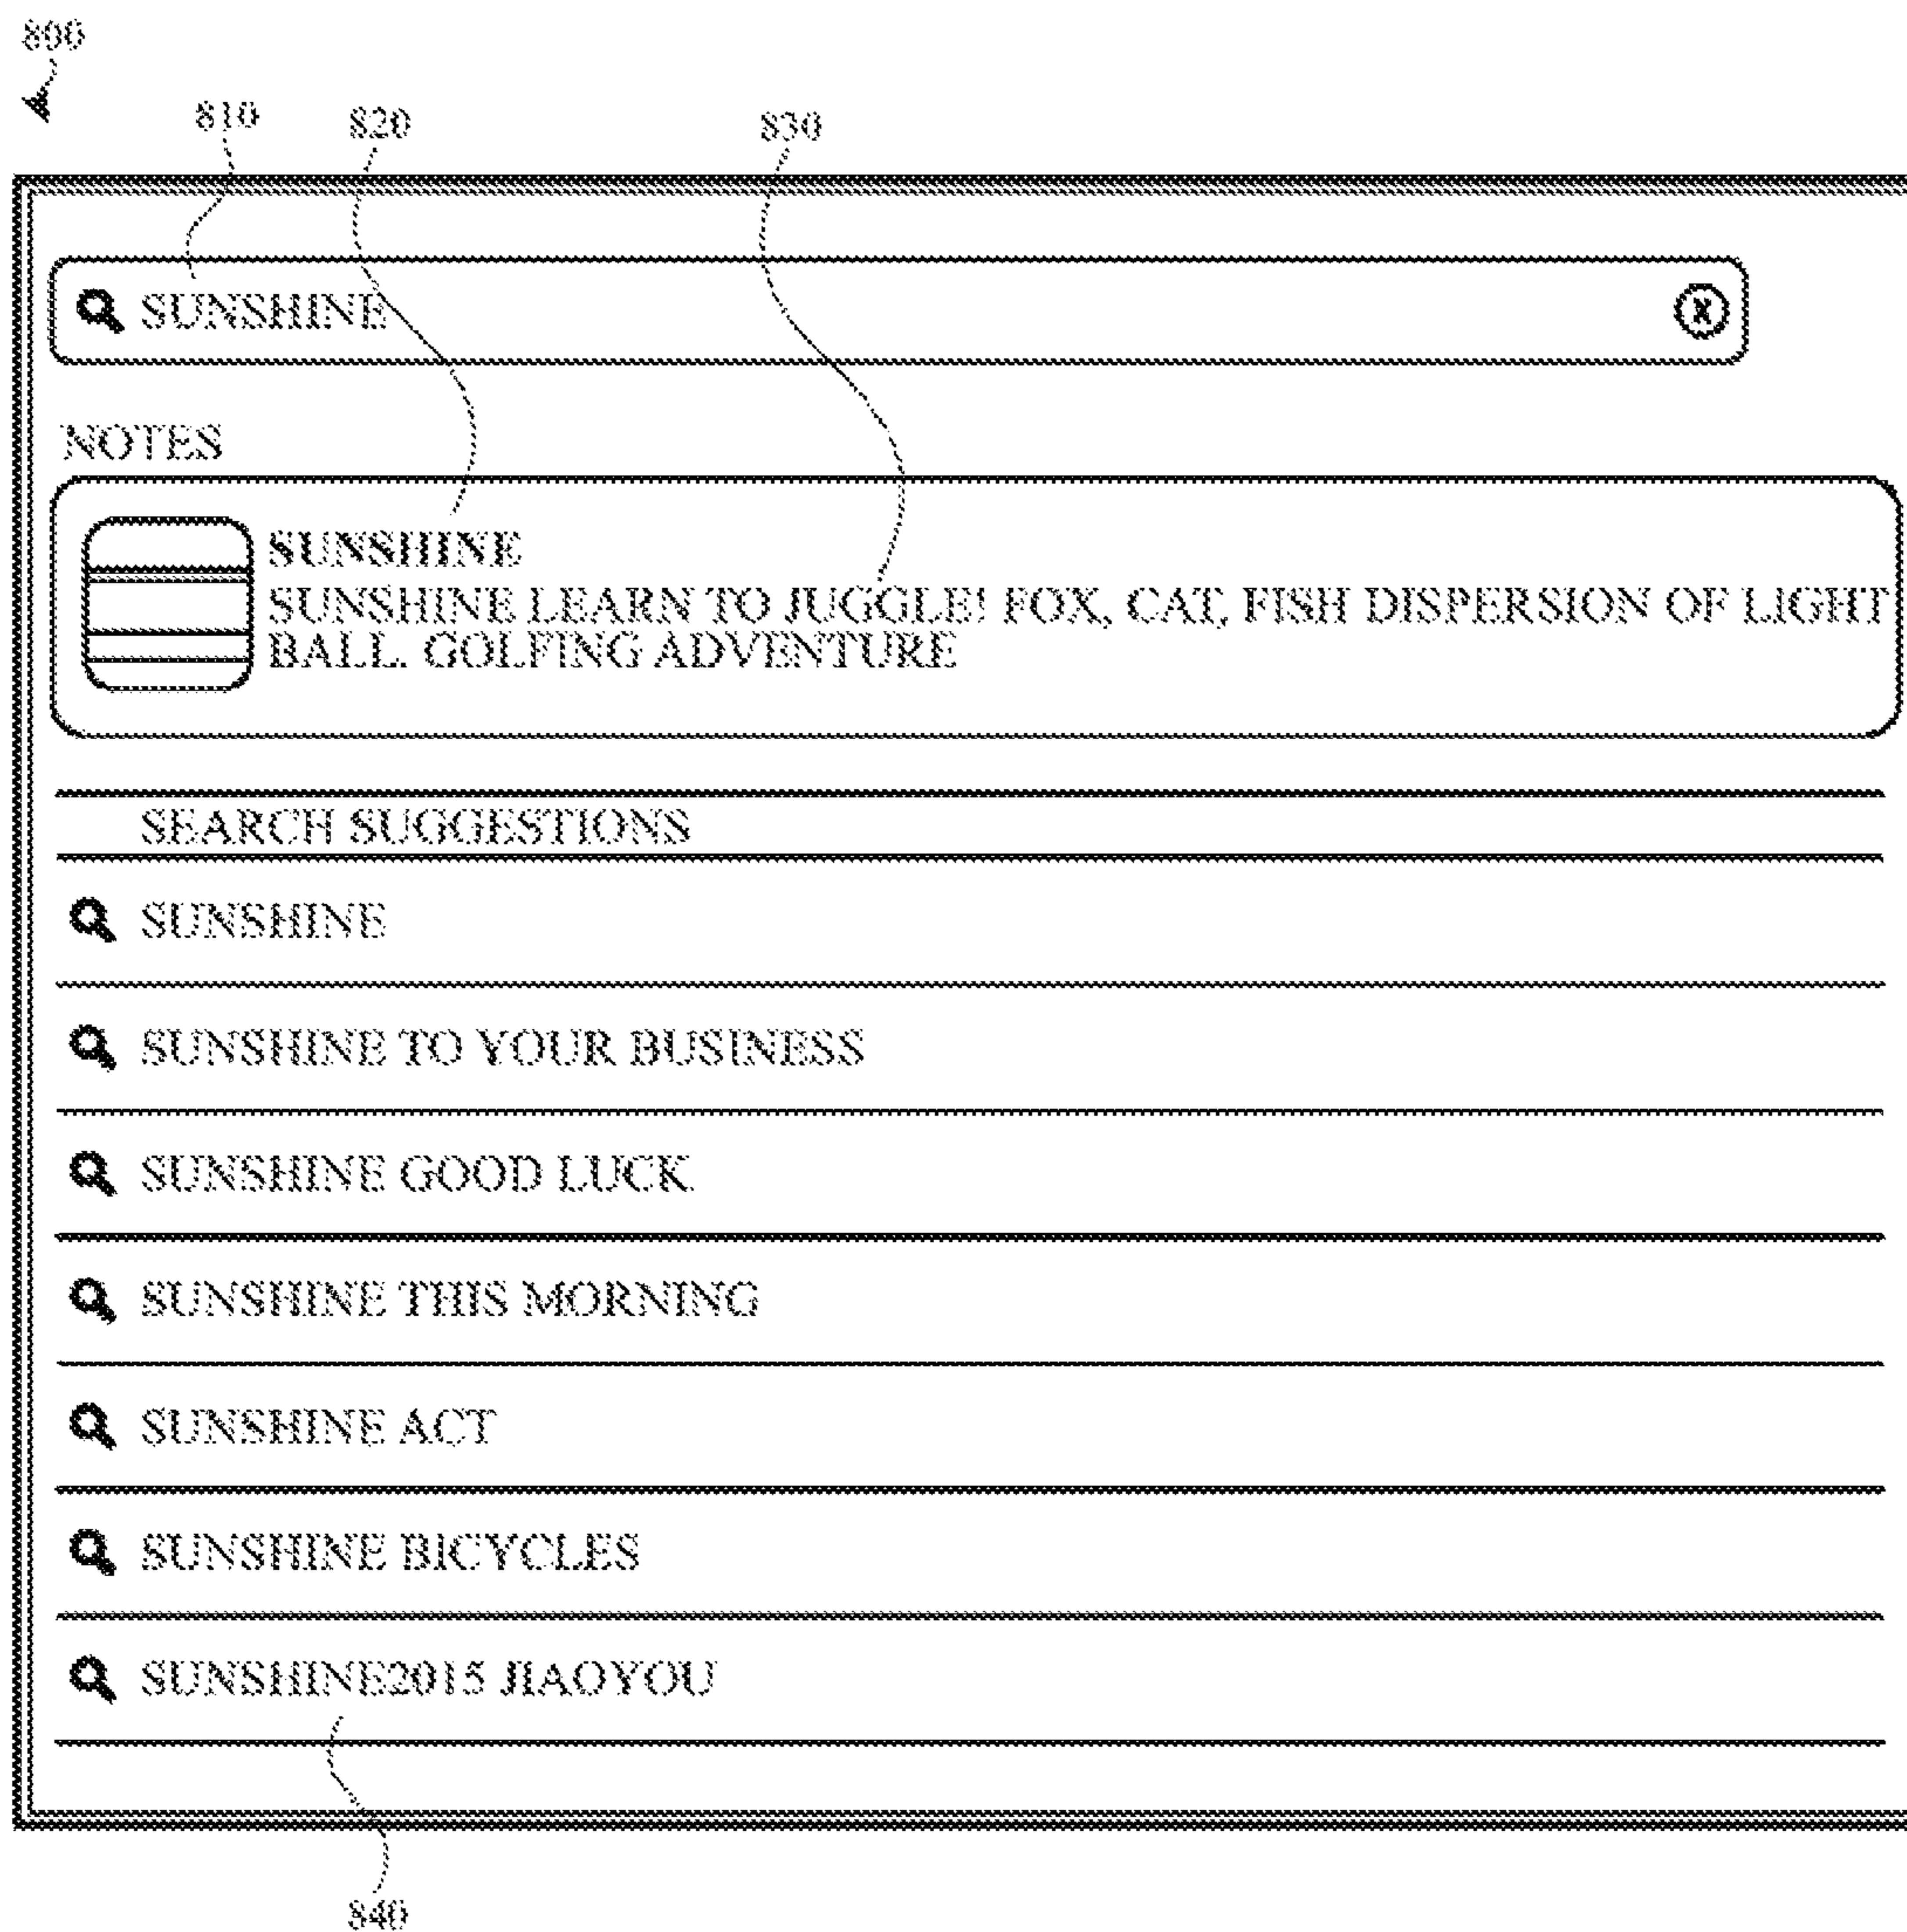 800
810 820 830
SUNSHINE X
NOTES
SUNSHINE
SUNSHINE LEARN TO JUGGLE! FOX, CAT, FISH DISPERSION OF LIGHT
BALL. GOLFING ADVENTURE
SEARCH SUGGESTIONS
SUNSHINE
SUNSHINE TO YOUR BUSINESS
SUNSHINE GOOD LUCK
SUNSHINE THIS MORNING
SUNSHINE ACT
SUNSHINE BICYCLES
SUNSHINE2015 JIAOYOU
840